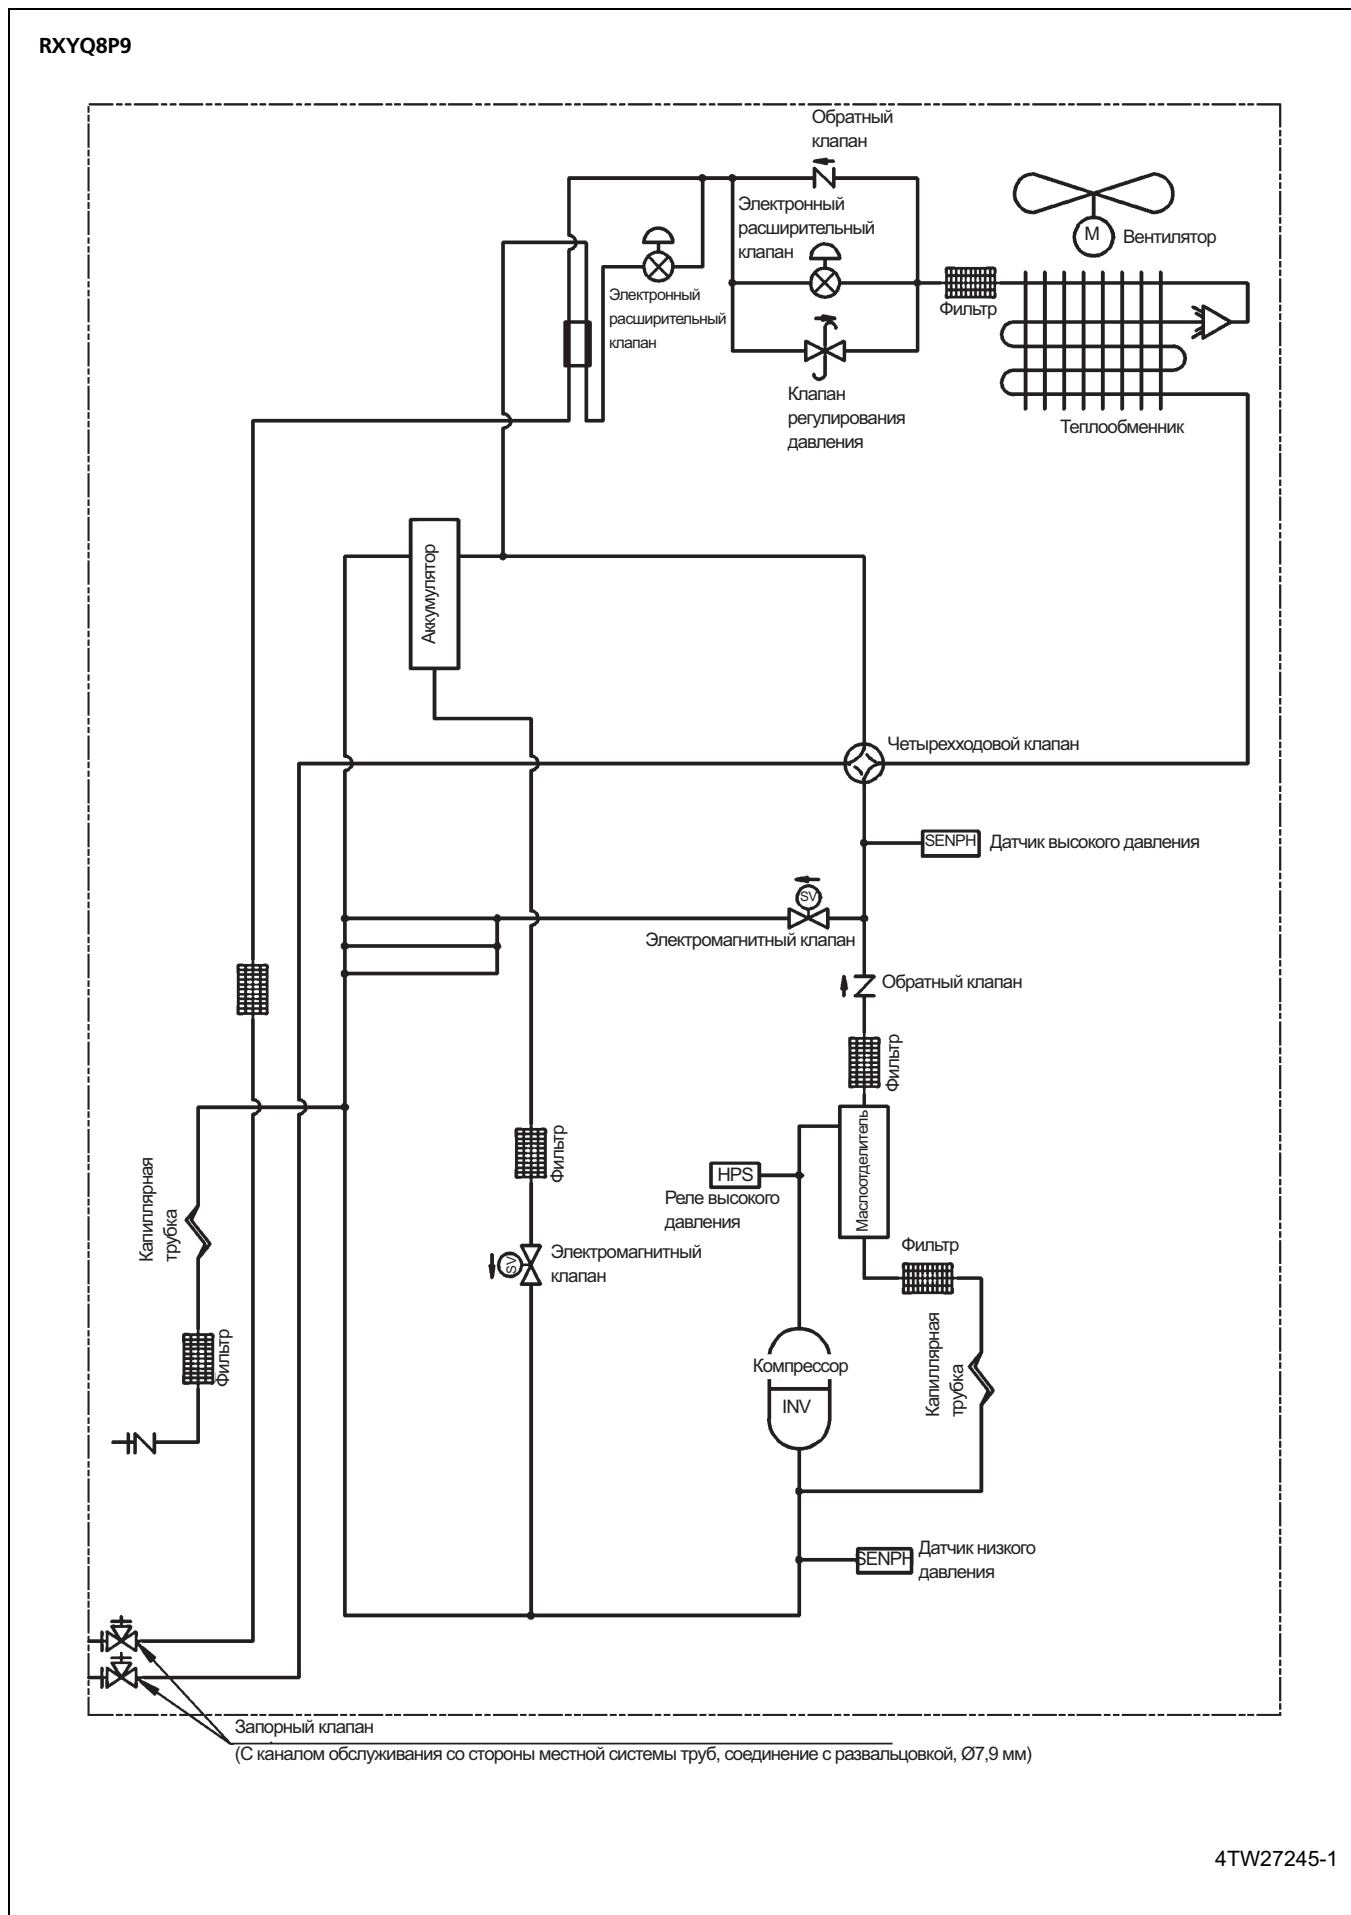 RXYQ8P9
Обратный
клапан
Электронный
расширительный
клапан
M
Вентилятор
Электронный
расширительный
клапан
Фильтр
Клапан
регулирования
давления
Теплообменник
Аккумулятор
Четырехходовой клапан
SENPH
Датчик высокого давления
SV
Электромагнитный клапан
Обратный клапан
Фильтр
Маслоотделитель
Фильтр
HPS
Реле высокого
давления
Капиллярная
трубка
SV
Электромагнитный
клапан
Фильтр
Фильтр
Компрессор
INV
Капиллярная
трубка
SENPH
Датчик низкого
давления
Запорный клапан
(С каналом обслуживания со стороны местной системы труб, соединение с развальцовкой, Ø7,9 мм)
4TW27245-1